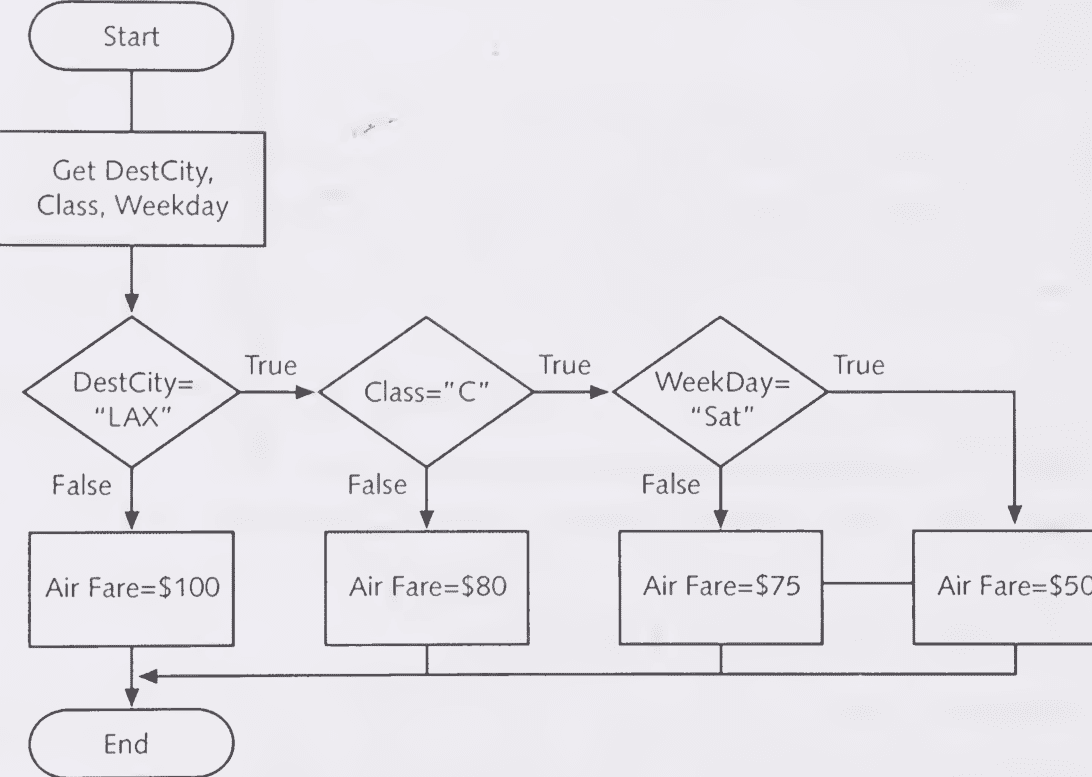 Start
Get DestCity,
Class, Weekday
DestCity=
"LAX"
True
False
Class="C"
True
False
WeekDay=
"Sat"
True
False
Air Fare=$100
Air Fare=$80
Air Fare=$75
Air Fare=$50
End